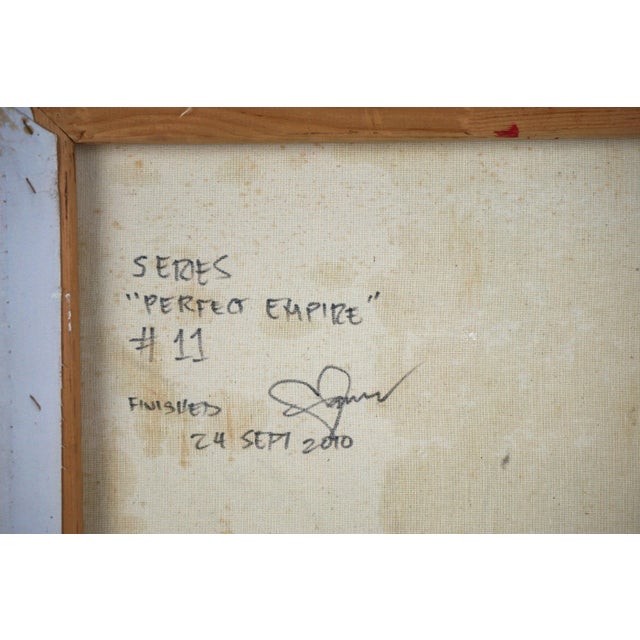 SERIES
"PERFECT EMPIRE"
# 11
FINISHED
24 SEPT 2010